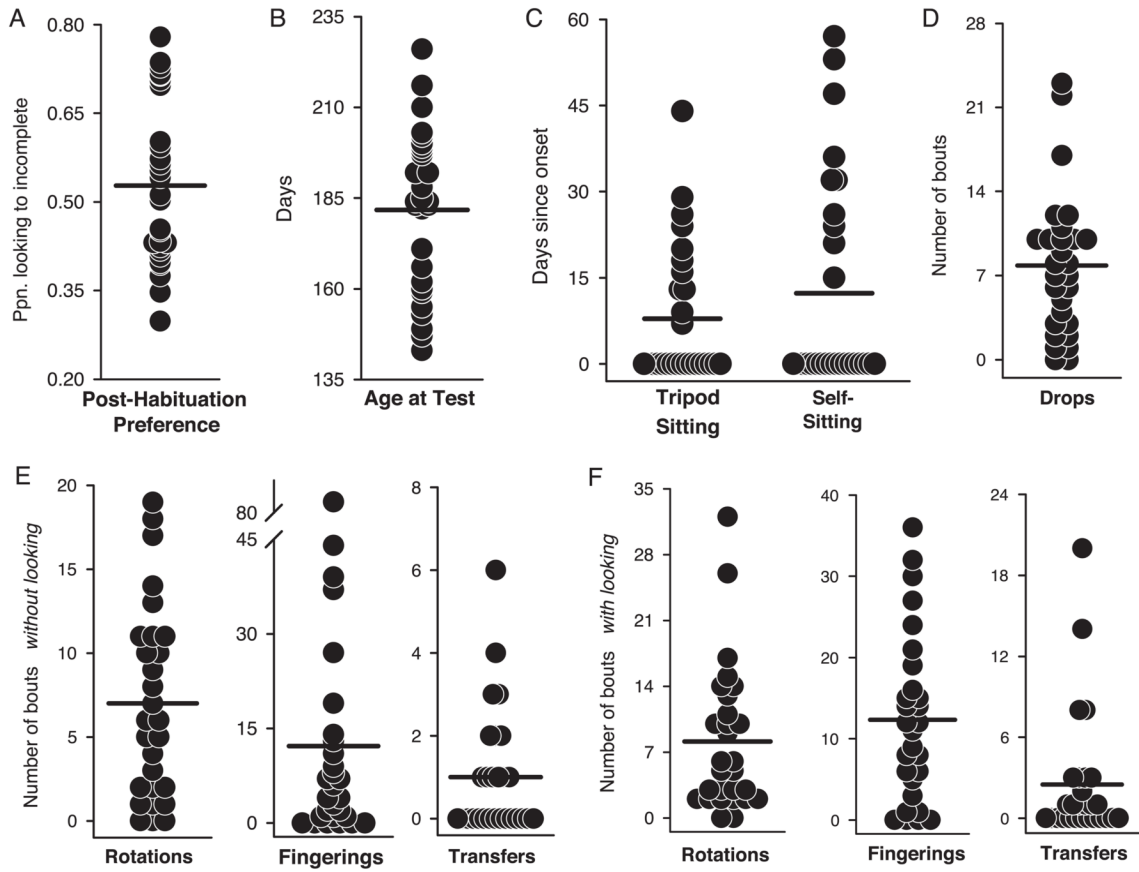 A
Ppn. looking to incomplete
0.80
0.65
0.50
0.35
0.20
Post-Habituation
Preference
B
Days
235
210
185
160
135
Age at Test
C
Days since onset
60
45
30
15
0
Tripod
Sitting
Self-
Sitting
D
Number of bouts
28
21
14
7
0
Drops
E
Number of bouts without looking
20
15
10
5
0
Rotations
80
45
30
15
0
Fingerings
8
6
4
2
0
Transfers
F
Number of bouts with looking
35
28
21
14
7
0
Rotations
40
30
20
10
0
Fingerings
24
18
12
6
0
Transfers